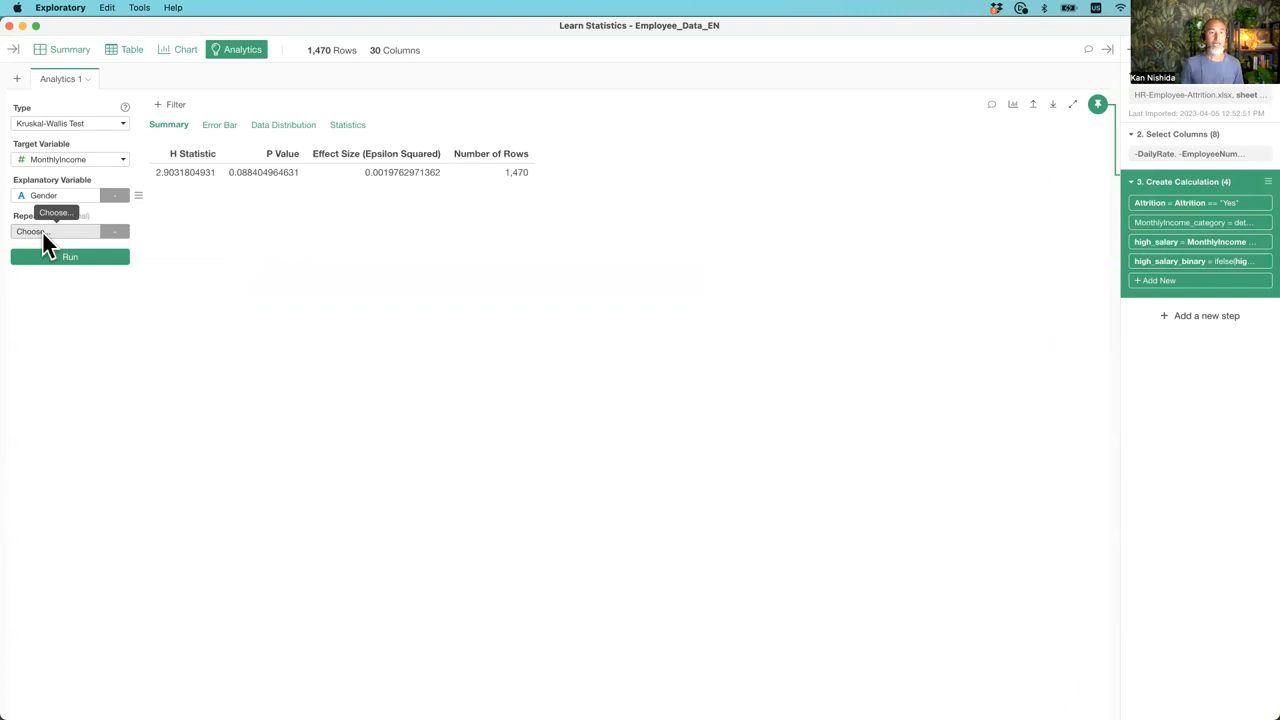 Exploratory Edit Tools Help
Learn Statistics - Employee_Data_EN
Summary Table Chart Analytics 1,470 Rows 30 Columns
Analytics 1
Kan Nishida
HR-Employee-Attrition.xlsx, sheet ...
Last Imported: 2023-04-05 12:52:51 PM
2. Select Columns (8)
-DailyRate, -EmployeeNum...
3. Create Calculation (4)
Attrition = Attrition == "Yes"
MonthlyIncome_category = det...
high_salary = MonthlyIncome ...
high_salary_binary = ifelse(hig...
+ Add New
+ Add a new step
Type
Kruskal-Wallis Test
Target Variable
# MonthlyIncome
Explanatory Variable
A Gender -
Choose...
Choose... -
Run
+ Filter
Summary Error Bar Data Distribution Statistics
H Statistic P Value Effect Size (Epsilon Squared) Number of Rows
2.9031804931 0.088404964631 0.0019762971362 1,470